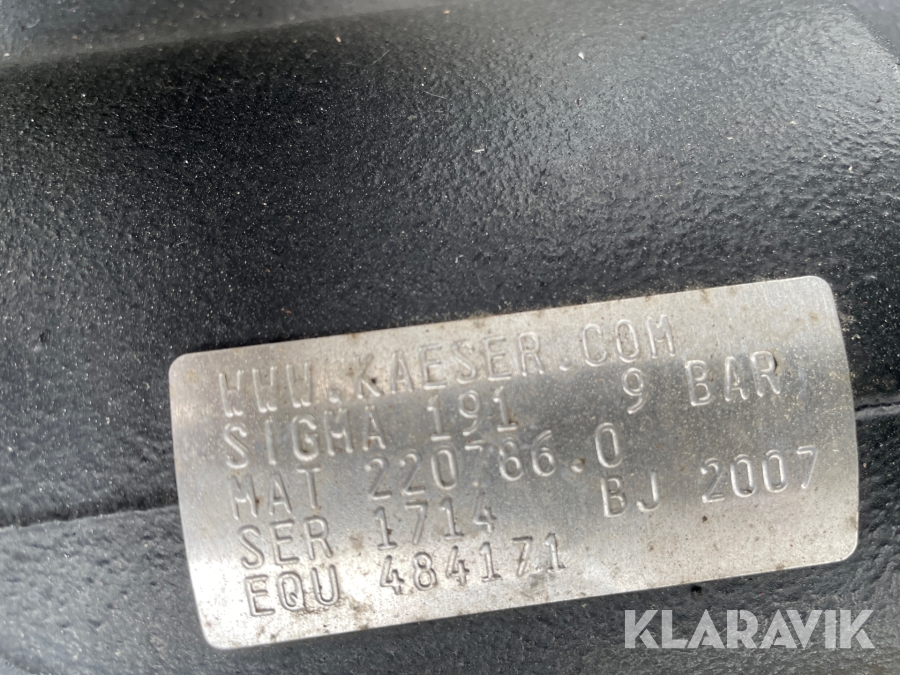 WWW.KAESER.COM
SIGMA 191 9 BAR
MAT 220786.0
SER 1714 BJ 2007
EQU 484171
KLARAVIK